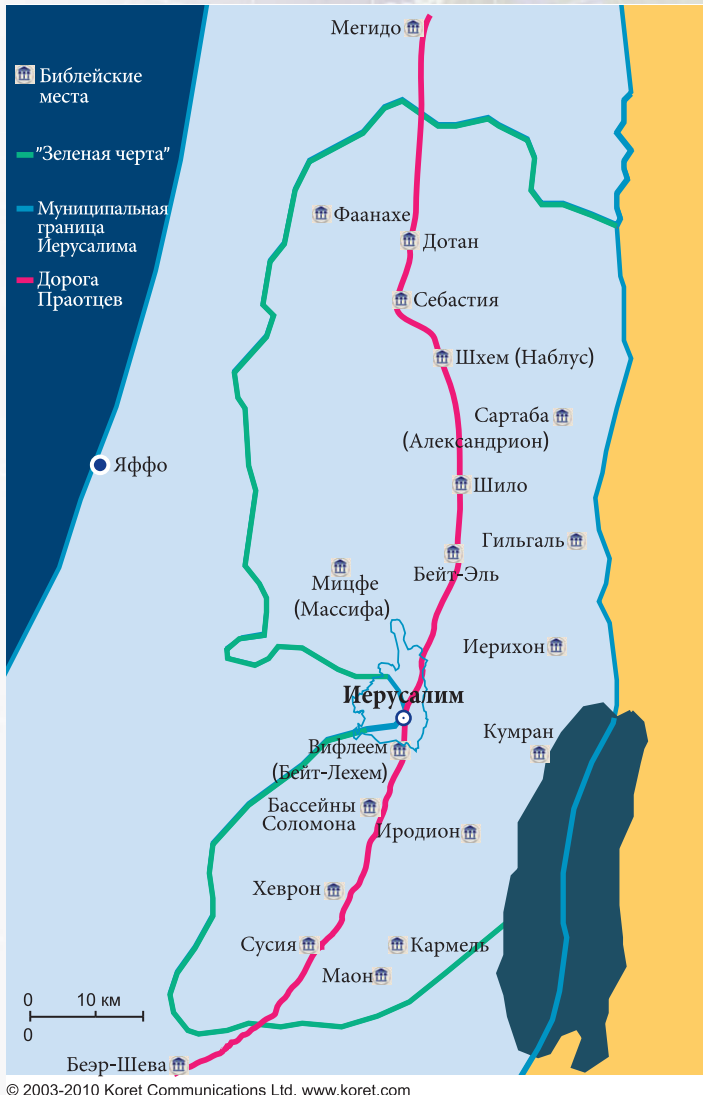 Мегидо
Библейские
места
"Зеленая черта"
Муниципальная
граница
Иерусалима
Дорога
Праотцев
Фаанахе
Дотан
Себастия
Шхем (Наблус)
Сартаба
(Александрион)
Яффо
Шило
Гильгаль
Бейт-Эль
Мицфе
(Массифа)
Иерихон
Иерусалим
Кумран
Вифлеем
(Бейт-Лехем)
Бассейны
Соломона
Иродион
Хеврон
Сусия
Кармель
Маон
0 10 км
0
Беэр-Шева
© 2003-2010 Koret Communications Ltd. www.koret.com